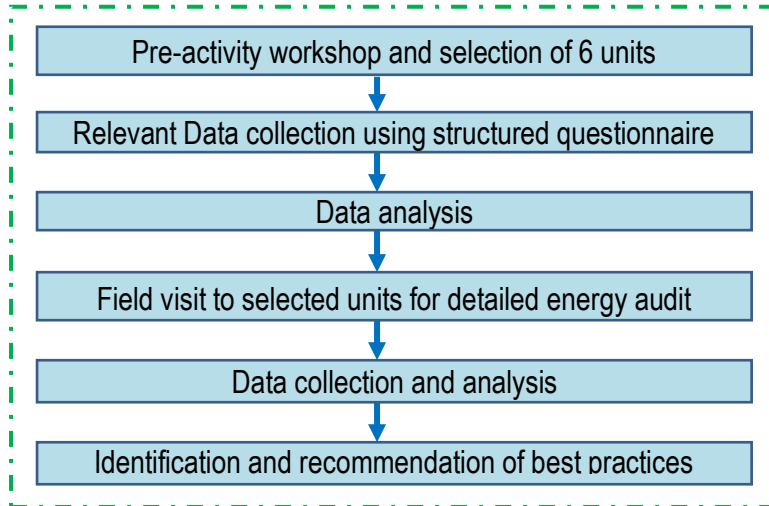 Pre-activity workshop and selection of 6 units
Relevant Data collection using structured questionnaire
Data analysis
Field visit to selected units for detailed energy audit
Data collection and analysis
Identification and recommendation of best practices